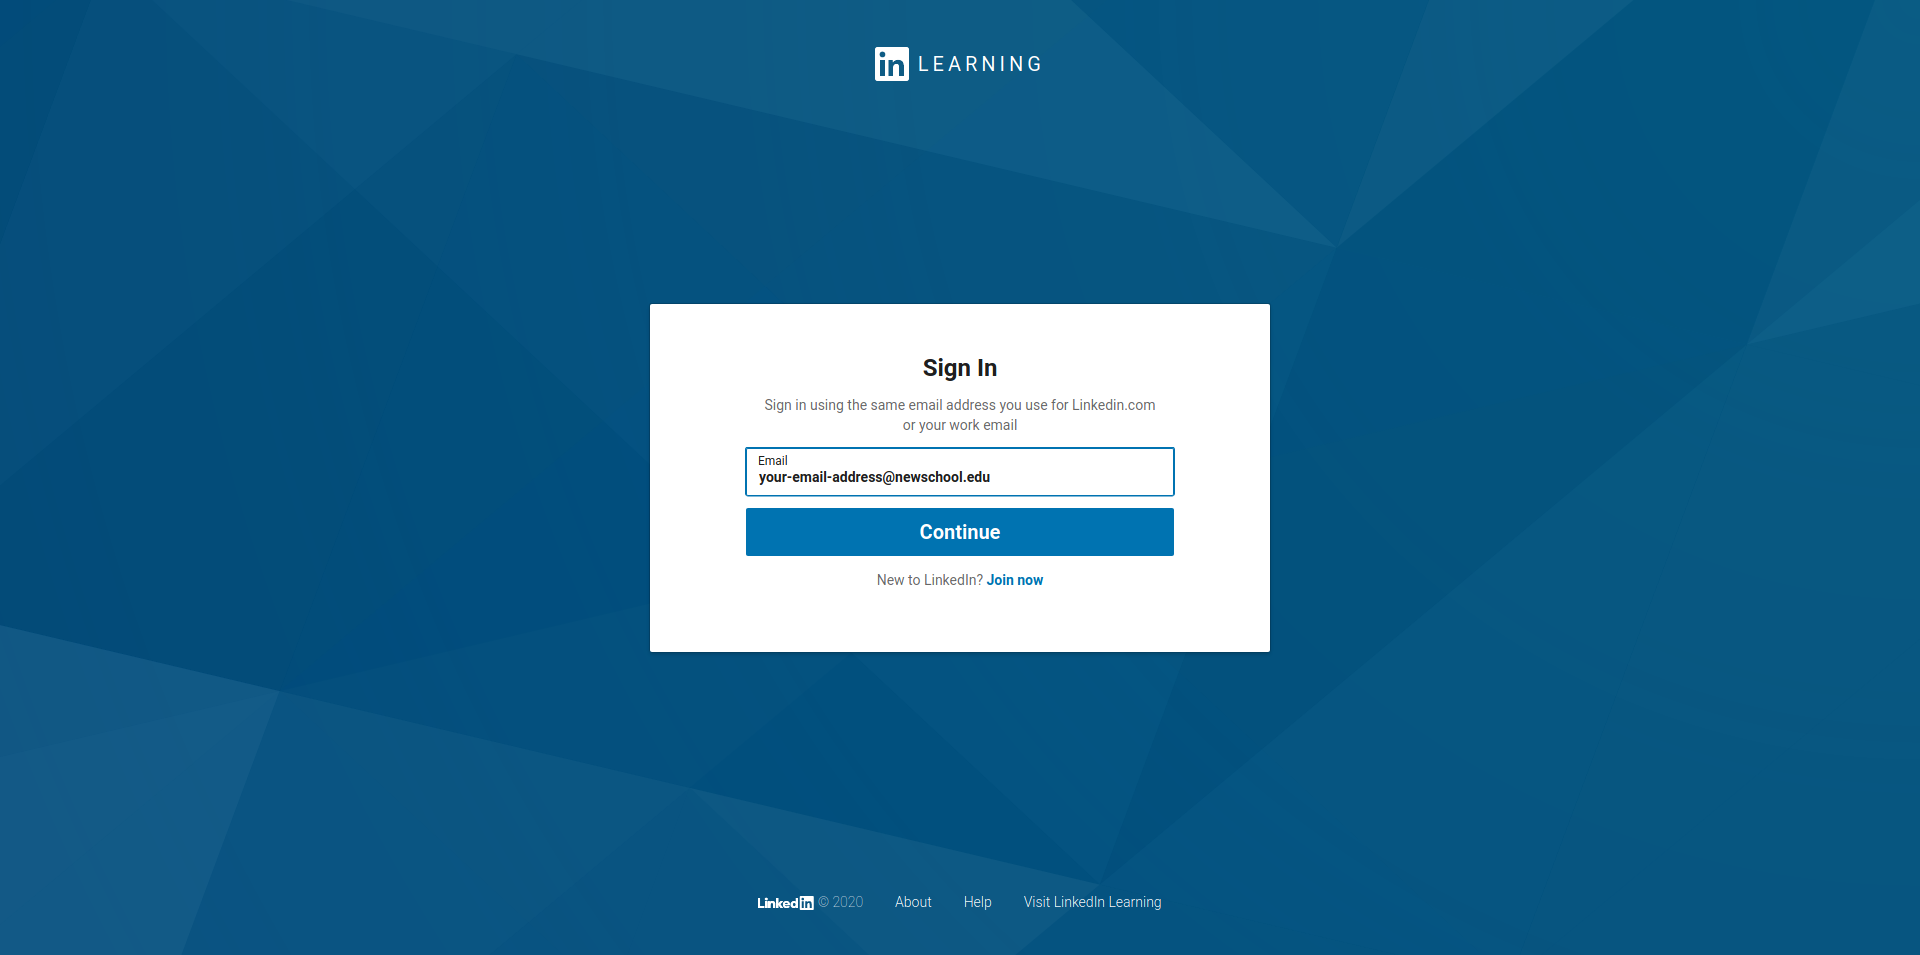 in LEARNING
Sign In
Sign in using the same email address you use for Linkedin.com
or your work email
Email
your-email-address@newschool.edu
Continue
New to LinkedIn? Join now
Linkedin © 2020 About Help Visit LinkedIn Learning